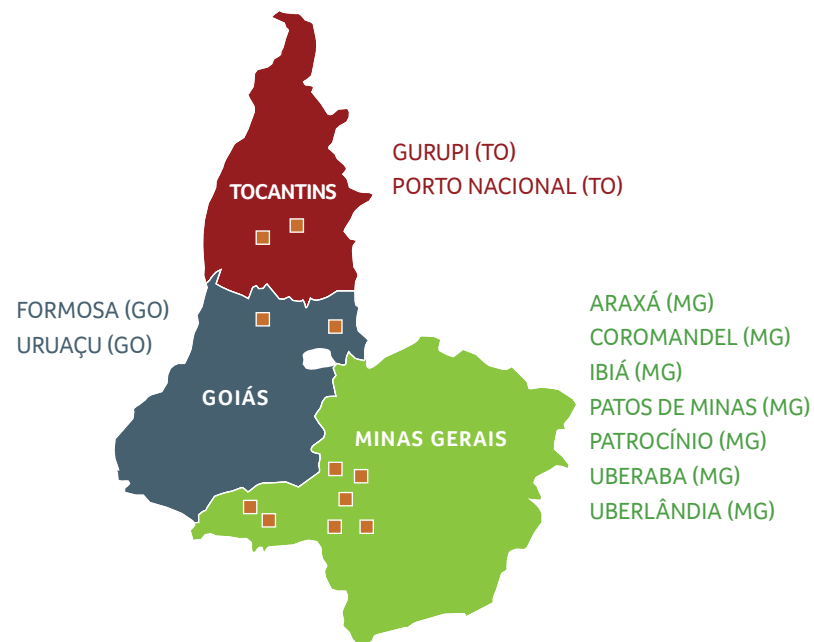 GURUPI (TO)
PORTO NACIONAL (TO)
TOCANTINS
FORMOSA (GO)
URUAÇU (GO)
GOIÁS
MINAS GERAIS
ARAXÁ (MG)
COROMANDEL (MG)
IBIÁ (MG)
PATOS DE MINAS (MG)
PATROCÍNIO (MG)
UBERABA (MG)
UBERLÂNDIA (MG)